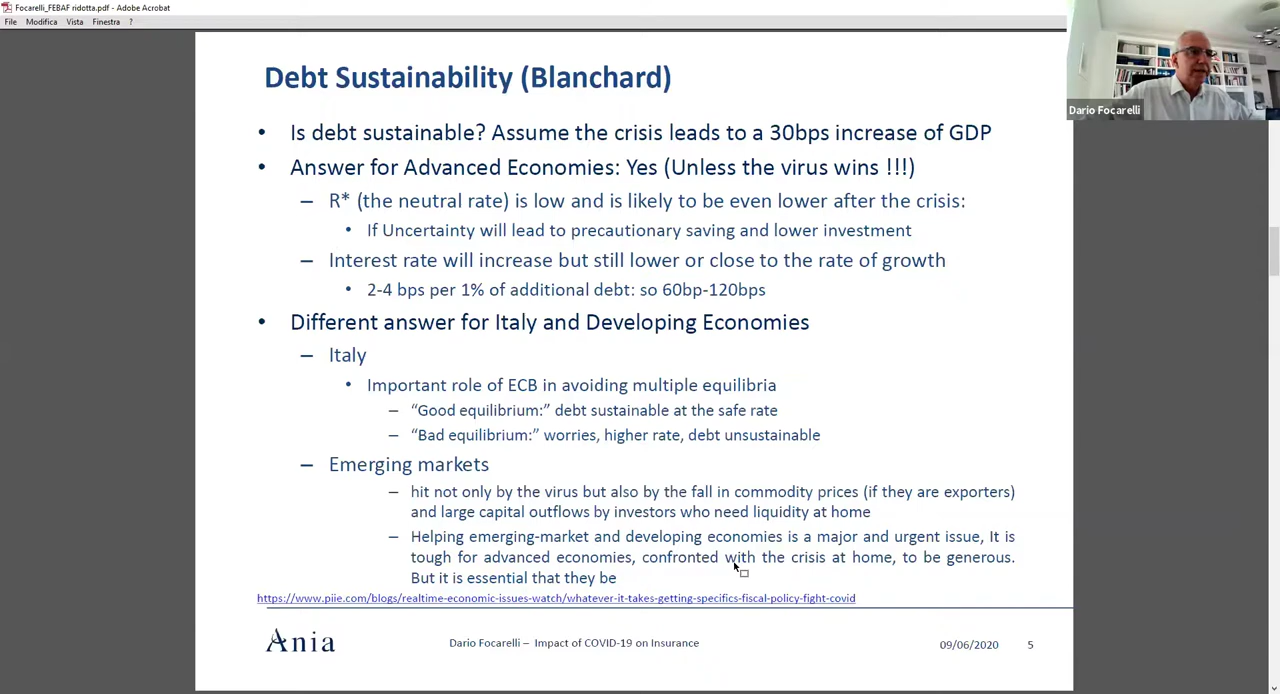 Focarelli_FEBAF ridotta.pdf - Adobe Acrobat
File Modifica Vista Finestra ?
Dario Focarelli
Debt Sustainability (Blanchard)
• Is debt sustainable? Assume the crisis leads to a 30bps increase of GDP
• Answer for Advanced Economies: Yes (Unless the virus wins !!!)
– R* (the neutral rate) is low and is likely to be even lower after the crisis:
• If Uncertainty will lead to precautionary saving and lower investment
– Interest rate will increase but still lower or close to the rate of growth
• 2-4 bps per 1% of additional debt: so 60bp-120bps
• Different answer for Italy and Developing Economies
– Italy
• Important role of ECB in avoiding multiple equilibria
– “Good equilibrium:” debt sustainable at the safe rate
– “Bad equilibrium:” worries, higher rate, debt unsustainable
– Emerging markets
– hit not only by the virus but also by the fall in commodity prices (if they are exporters)
and large capital outflows by investors who need liquidity at home
– Helping emerging-market and developing economies is a major and urgent issue, It is
tough for advanced economies, confronted with the crisis at home, to be generous.
But it is essential that they be
https://www.piie.com/blogs/realtime-economic-issues-watch/whatever-it-takes-getting-specifics-fiscal-policy-fight-covid
Ania
Dario Focarelli – Impact of COVID-19 on Insurance
09/06/2020 5